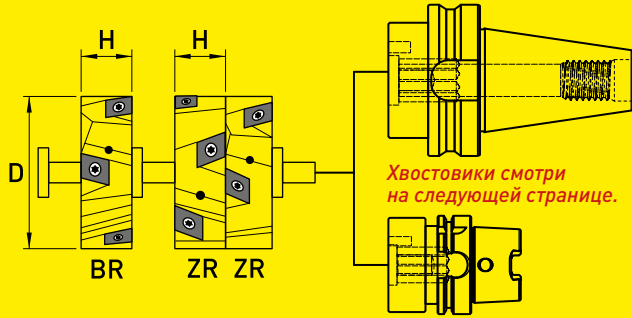 H H
D
BR ZR ZR
Хвостовики смотри
на следующей странице.